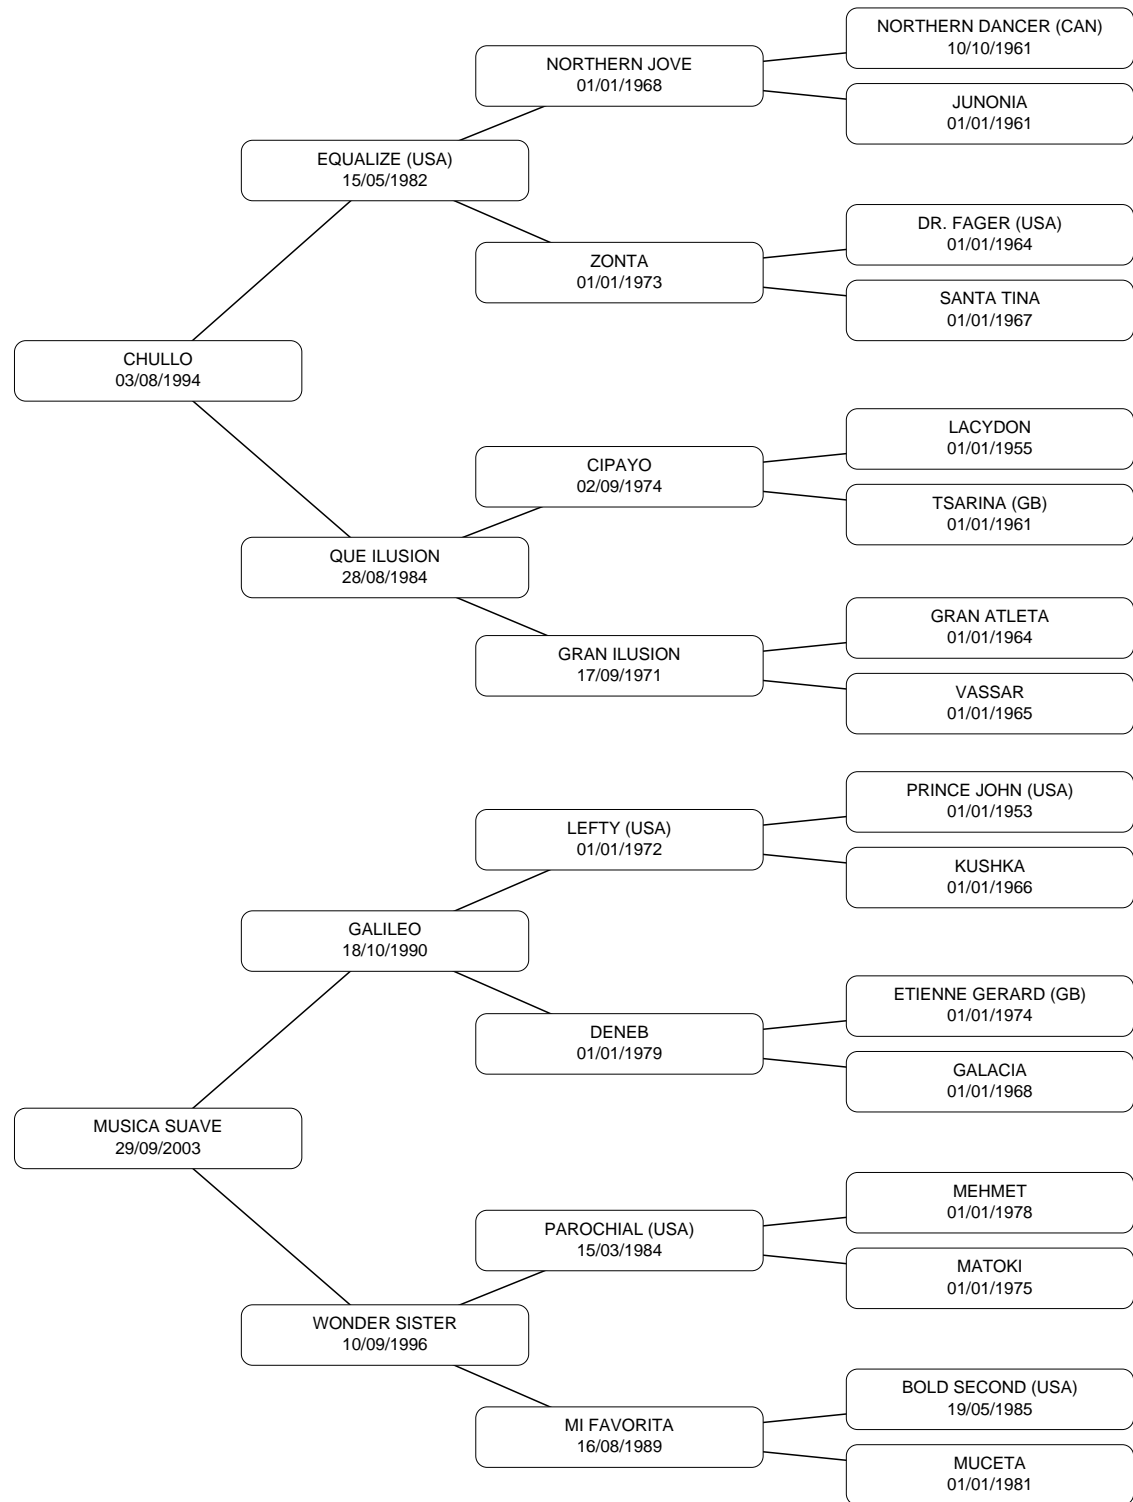 NORTHERN DANCER (CAN)
10/10/1961
NORTHERN JOVE
01/01/1968
JUNONIA
01/01/1961
EQUALIZE (USA)
15/05/1982
DR. FAGER (USA)
01/01/1964
ZONTA
01/01/1973
SANTA TINA
01/01/1967
CHULLO
03/08/1994
LACYDON
01/01/1955
CIPAYO
02/09/1974
TSARINA (GB)
01/01/1961
QUE ILUSION
28/08/1984
GRAN ATLETA
01/01/1964
GRAN ILUSION
17/09/1971
VASSAR
01/01/1965
PRINCE JOHN (USA)
01/01/1953
LEFTY (USA)
01/01/1972
KUSHKA
01/01/1966
GALILEO
18/10/1990
ETIENNE GERARD (GB)
01/01/1974
DENEB
01/01/1979
GALACIA
01/01/1968
MUSICA SUAVE
29/09/2003
MEHMET
01/01/1978
PAROCHIAL (USA)
15/03/1984
MATOKI
01/01/1975
WONDER SISTER
10/09/1996
BOLD SECOND (USA)
19/05/1985
MI FAVORITA
16/08/1989
MUCETA
01/01/1981